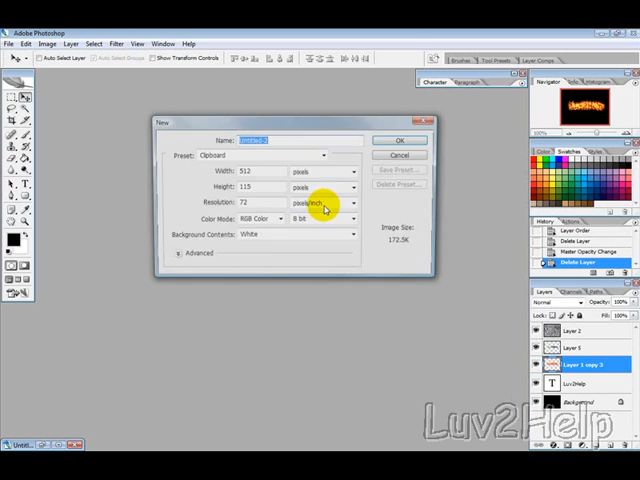 Adobe Photoshop
File Edit Image Layer Select Filter View Window Help
Auto Select Layer Auto Select Groups Show Transform Controls
Brushes Tool Presets Layer Comps
Character Paragraph
Navigator Info Histogram
100%
New
Name: Untitled-2
OK
Preset: Clipboard
Cancel
Width: 512 pixels
Save Preset...
Height: 115 pixels
Delete Preset...
Resolution: 72 pixels/inch
Color Mode: RGB Color 8 bit
Background Contents: White
Image Size:
172.5K
Advanced
Color Swatches Styles
History Actions
Layer Order
Delete Layer
Master Opacity Change
Delete Layer
Layers Channels Paths
Normal Opacity: 100%
Lock: Fill: 100%
Layer 2
Layer 5
Layer 1 copy 3
T Luv2Help
Background
Luv2Help
Untitl...